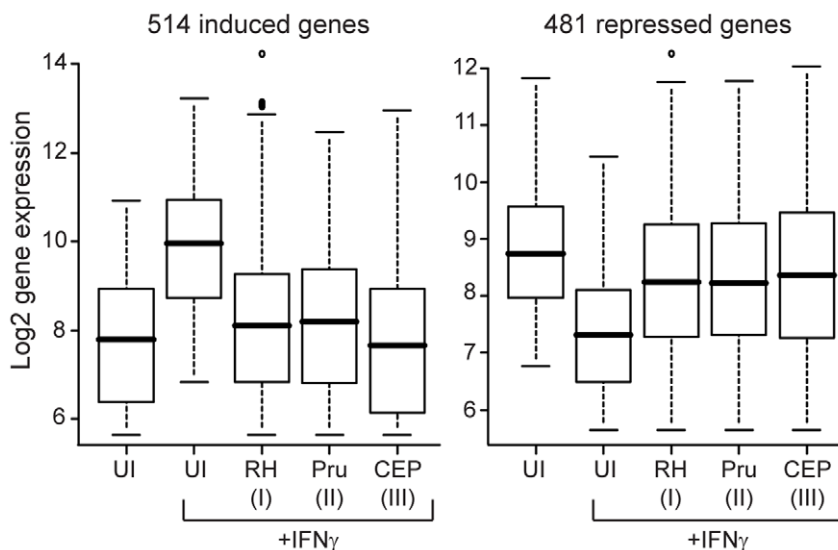 514 induced genes
481 repressed genes
Log2 gene expression
14
12
10
8
6
UI
UI
RH
(I)
Pru
(II)
CEP
(III)
+IFNγ
12
11
10
9
8
7
6
UI
UI
RH
(I)
Pru
(II)
CEP
(III)
+IFNγ